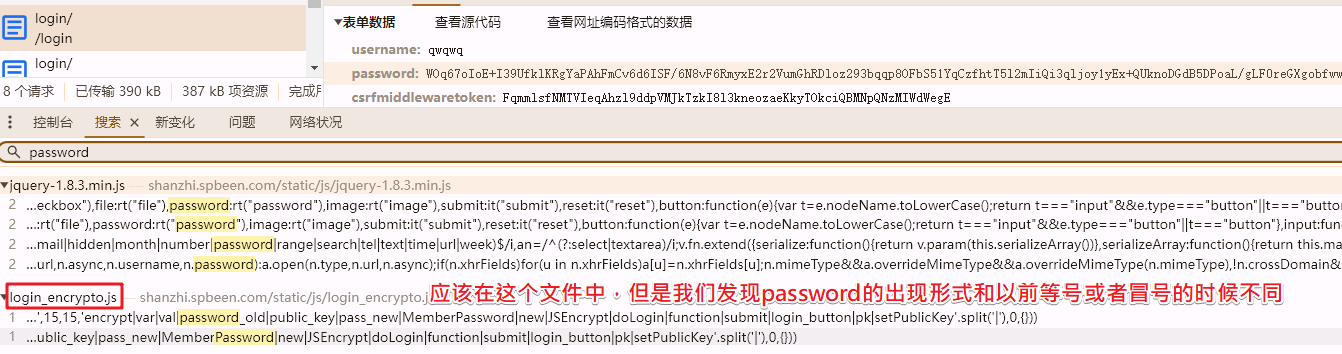 login/
/login
login/
8 个请求 已传输 390 kB 387 kB 项资源 完成用
▼表单数据 查看源代码 查看网址编码格式的数据
username: qwqwq
password: WOq67oIoE+I39UfklKRgYaPAhFmCv6d6ISF/6N8vF6RmyxE2r2VumGhRDloz293bqqp8OFbS51YqCzfhtT5l2mIiQi3qljoy1yEx+QUknoDGdB5DPoaL/gLF0reGXgobfww
csrfmiddlewaretoken: FqmmlsfNMTVIeqAhzl9ddpVMJkTzkI8l3kneozaeKkyTOkciQBMNpQNzMIWdWegE
控制台 搜索 × 新变化 问题 网络状况
password
▼jquery-1.8.3.min.js — shanzhi.spbeen.com/static/js/jquery-1.8.3.min.js
2 ...eckbox"),file:rt("file"),password:rt("password"),image:rt("image"),submit:it("submit"),reset:it("reset"),button:function(e){var t=e.nodeName.toLowerCase();return t==="input"&&e.type==="button"||t==="button
2 ...:rt("file"),password:rt("password"),image:rt("image"),submit:it("submit"),reset:it("reset"),button:function(e){var t=e.nodeName.toLowerCase();return t==="input"&&e.type==="button"||t==="button"},input:func
2 ...mail|hidden|month|number|password|range|search|tel|text|time|url|week)$/i,an=/^(?:select|textarea)/i;v.fn.extend({serialize:function(){return v.param(this.serializeArray())},serializeArray:function(){return this.ma
2 ...url,n.async,n.username,n.password):a.open(n.type,n.url,n.async);if(n.xhrFields)for(u in n.xhrFields)a[u]=n.xhrFields[u];n.mimeType&&a.overrideMimeType&&a.overrideMimeType(n.mimeType),!n.crossDomain&
▼login_encrypto.js — shanzhi.spbeen.com/static/js/login_encrypto.j
应该在这个文件中，但是我们发现password的出现形式和以前等号或者冒号的时候不同
1 ...',15,15,'encrypt|var|val|password_old|public_key|pass_new|MemberPassword|new|JSEncrypt|doLogin|function|submit|login_button|pk|setPublicKey'.split('|'),0,{}))
1 ...ublic_key|pass_new|MemberPassword|new|JSEncrypt|doLogin|function|submit|login_button|pk|setPublicKey'.split('|'),0,{}))